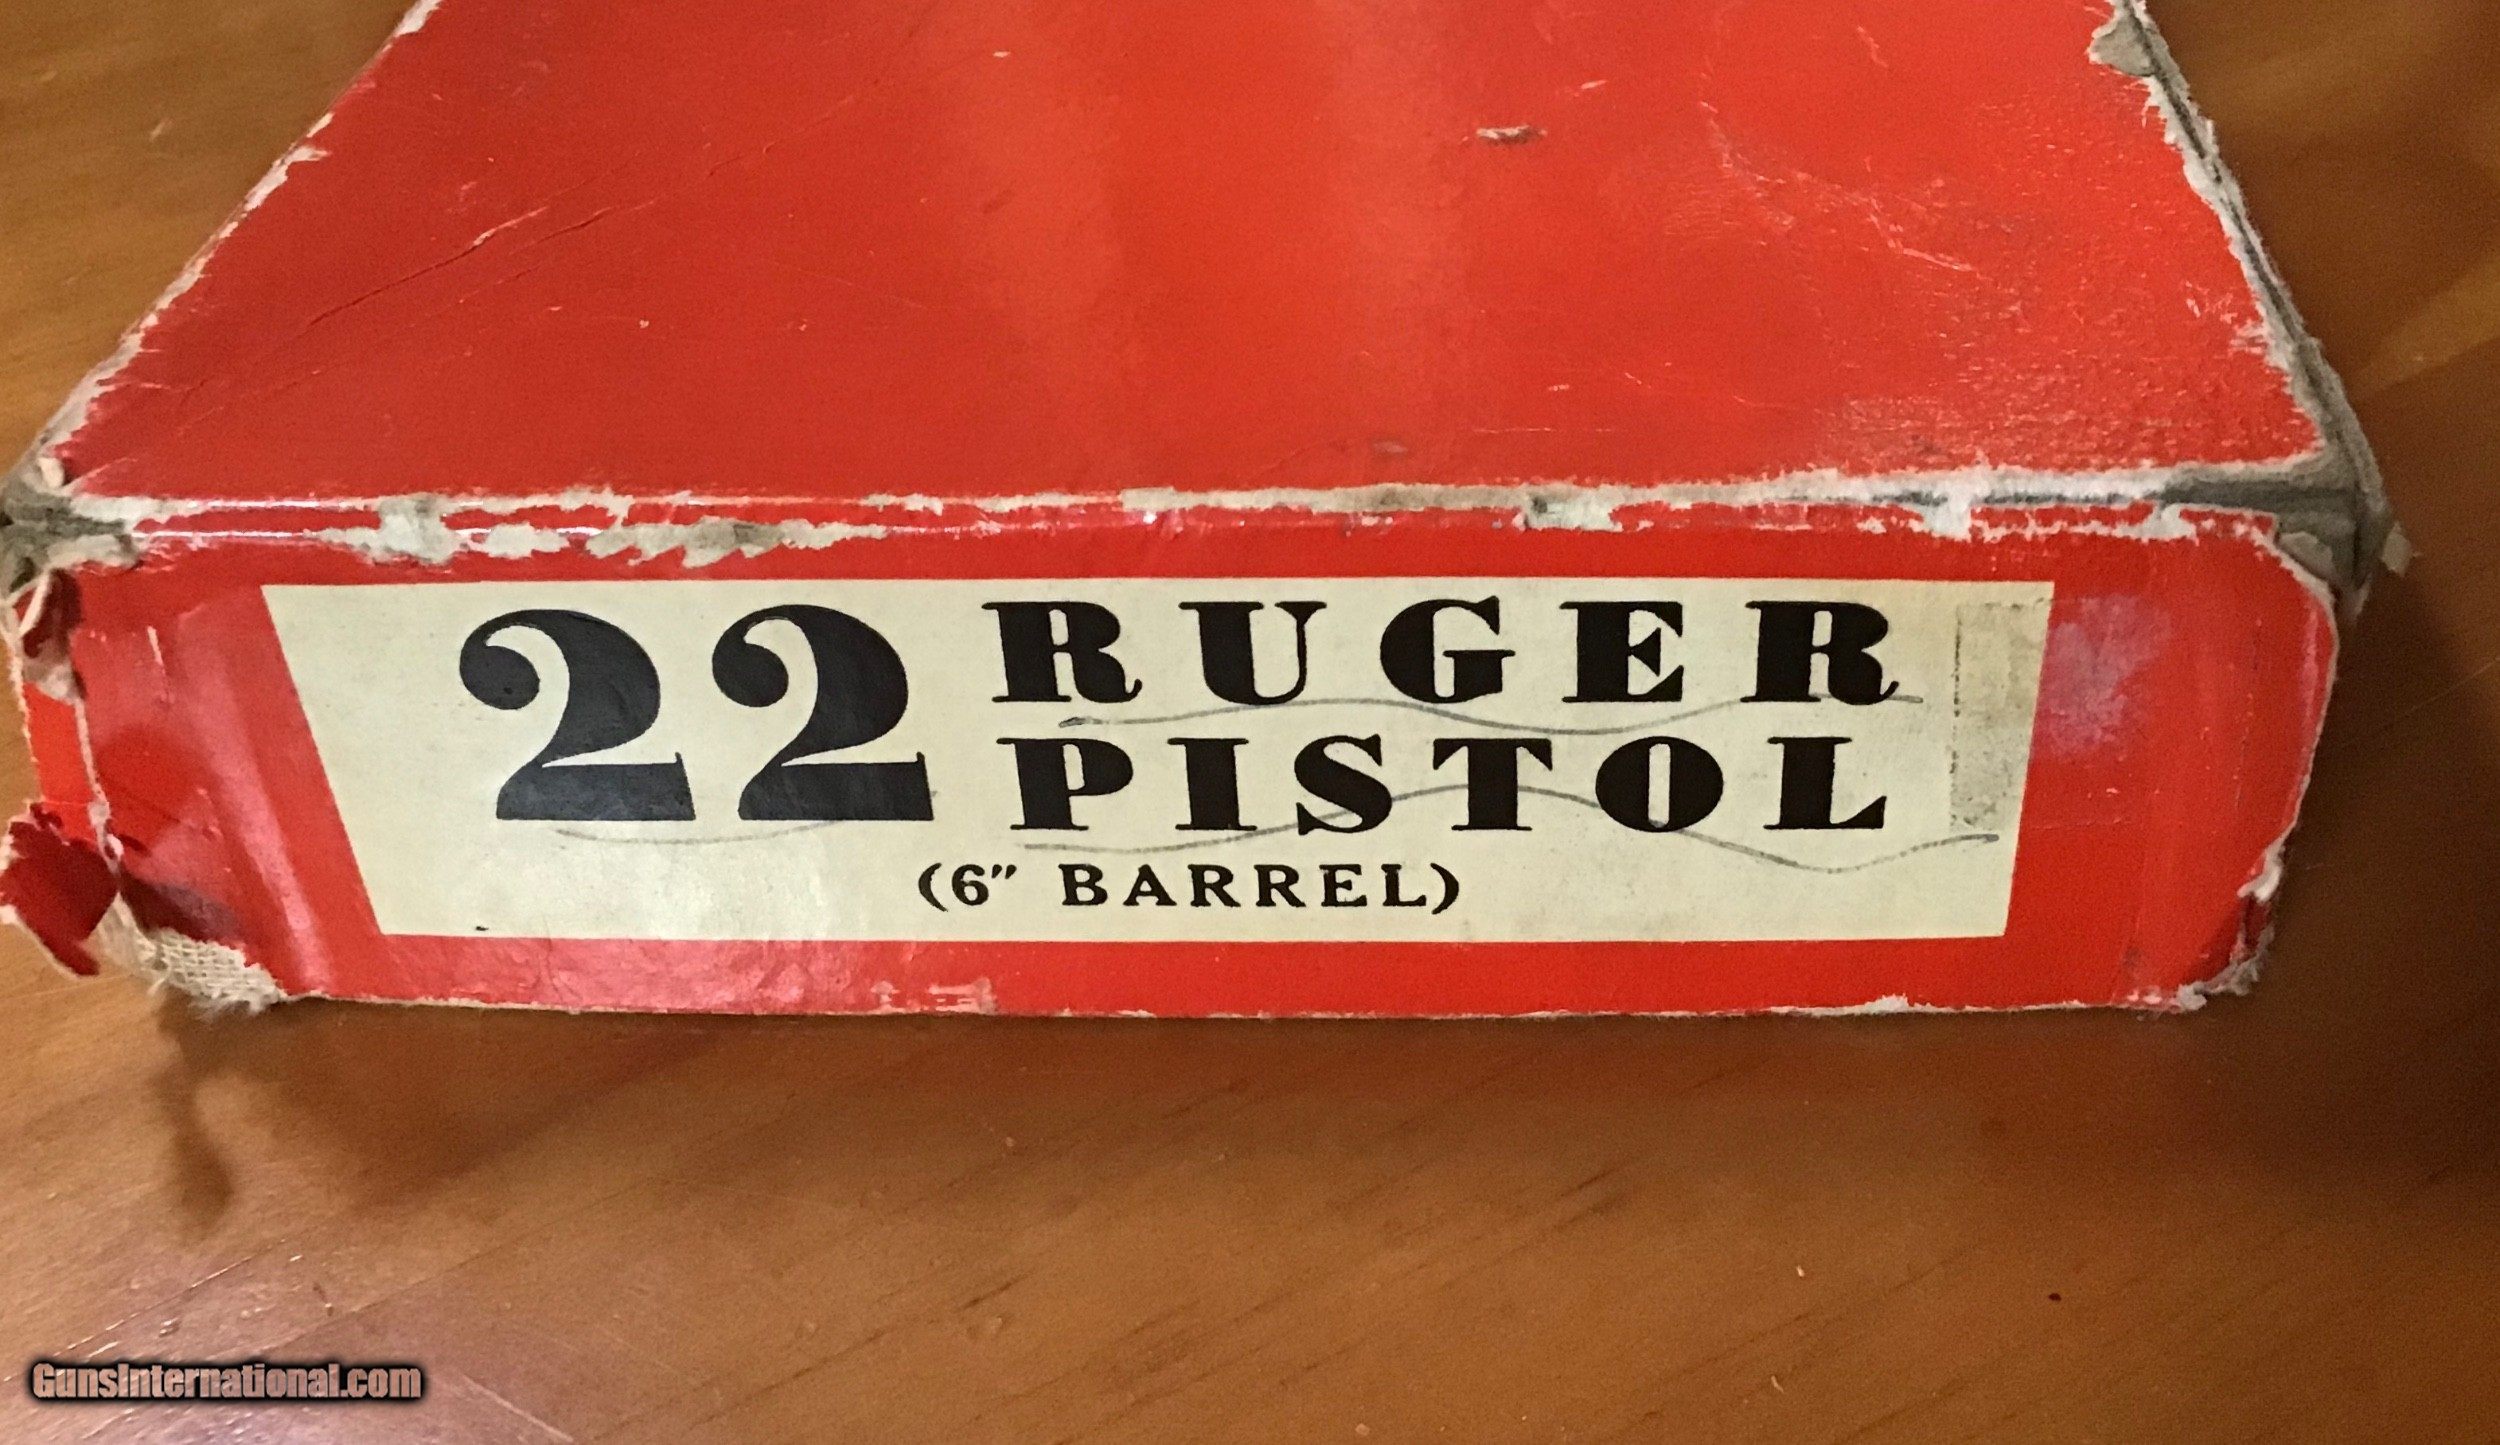 22 RUGER
PISTOL
(6" BARREL)
GunsInternational.com